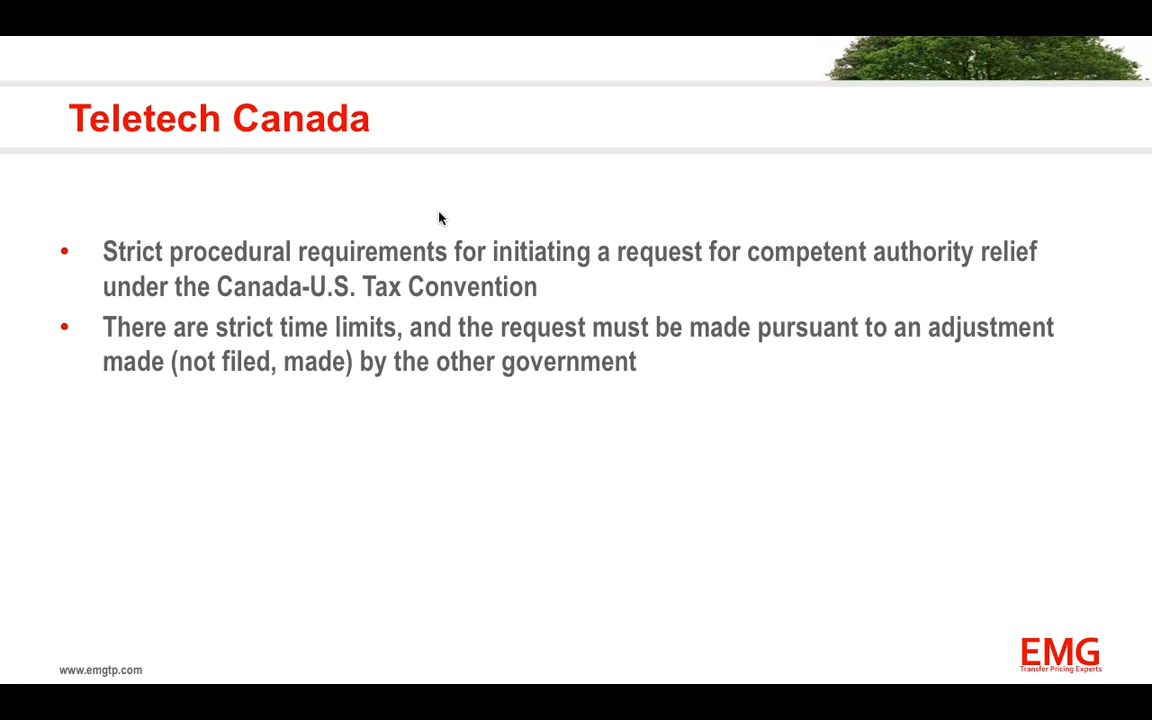 Teletech Canada
• Strict procedural requirements for initiating a request for competent authority relief
under the Canada-U.S. Tax Convention
• There are strict time limits, and the request must be made pursuant to an adjustment
made (not filed, made) by the other government
www.emgtp.com
EMG
Transfer Pricing Experts